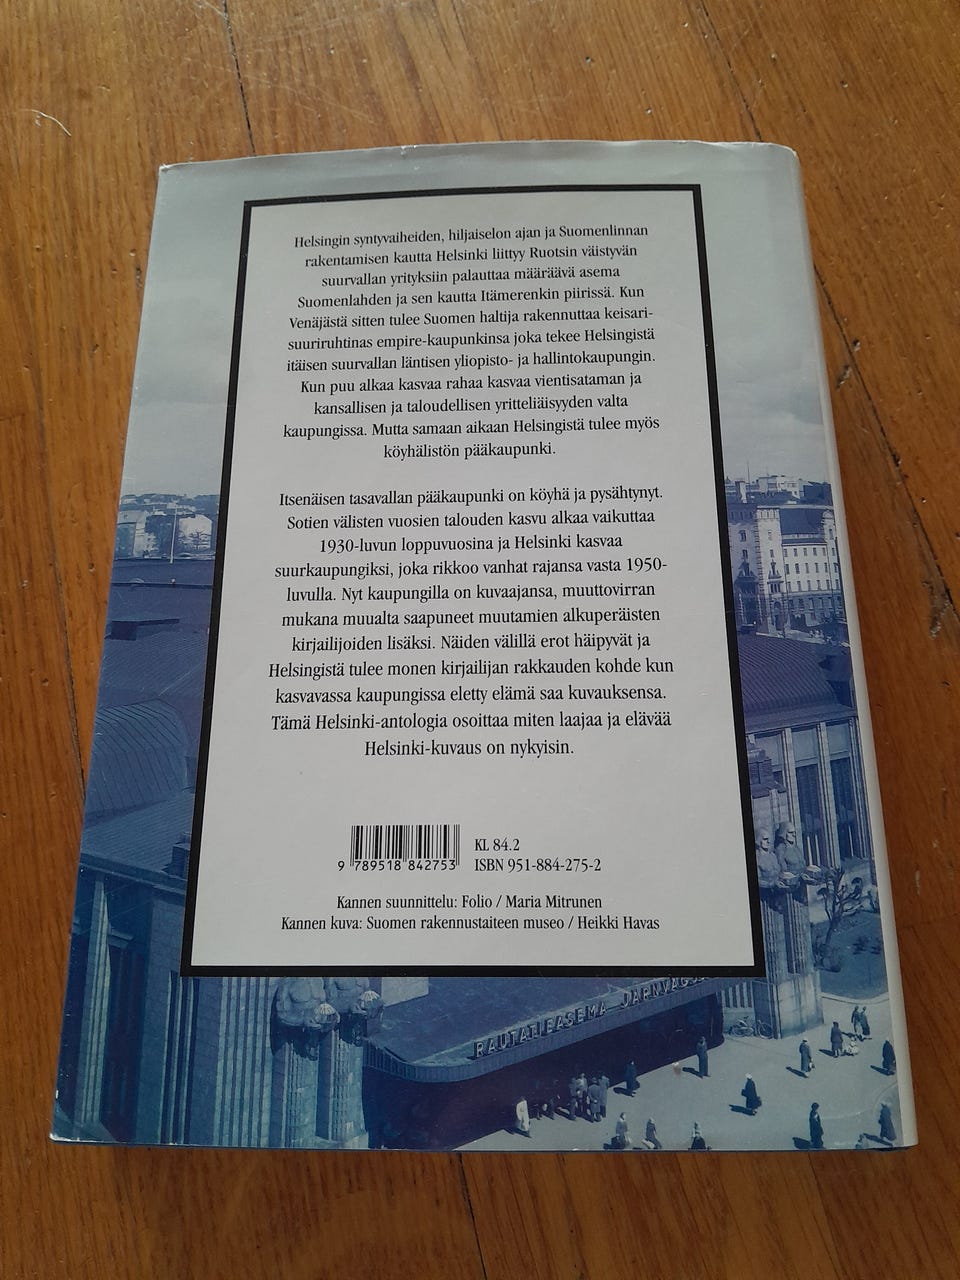 Helsingin syntyvaiheiden, hiljaiselon ajan ja Suomenlinnan
rakentamisen kautta Helsinki liittyy Ruotsin väistyvän
suurvallan yrityksiin palauttaa määräävä asema
Suomenlahden ja sen kautta Itämerenkin piirissä. Kun
Venäjästä sitten tulee Suomen haltija rakennuttaa keisari-
suuriruhtinas empire-kaupunkinsa joka tekee Helsingistä
itäisen suurvallan läntisen yliopisto- ja hallintokaupungin.
Kun puu alkaa kasvaa rahaa kasvaa vientisataman ja
kansallisen ja taloudellisen yritteliäisyyden valta
kaupungissa. Mutta samaan aikaan Helsingistä tulee myös
köyhälistön pääkaupunki.
Itsenäisen tasavallan pääkaupunki on köyhä ja pysähtynyt.
Sotien välisten vuosien talouden kasvu alkaa vaikuttaa
1930-luvun loppuvuosina ja Helsinki kasvaa
suurkaupungiksi, joka rikkoo vanhat rajansa vasta 1950-
luvulla. Nyt kaupungilla on kuvaajansa, muuttovirran
mukana muualta saapuneet muutamien alkuperäisten
kirjailijoiden lisäksi. Näiden välillä erot häipyvät ja
Helsingistä tulee monen kirjailijan rakkauden kohde kun
kasvavassa kaupungissa eletty elämä saa kuvauksensa.
Tämä Helsinki-antologia osoittaa miten laajaa ja elävää
Helsinki-kuvaus on nykyisin.
KL 84.2
ISBN 951-884-275-2
9 789518 842753
Kannen suunnittelu: Folio / Maria Mitrunen
Kannen kuva: Suomen rakennustaiteen museo / Heikki Havas
RAUTATIEASEMA